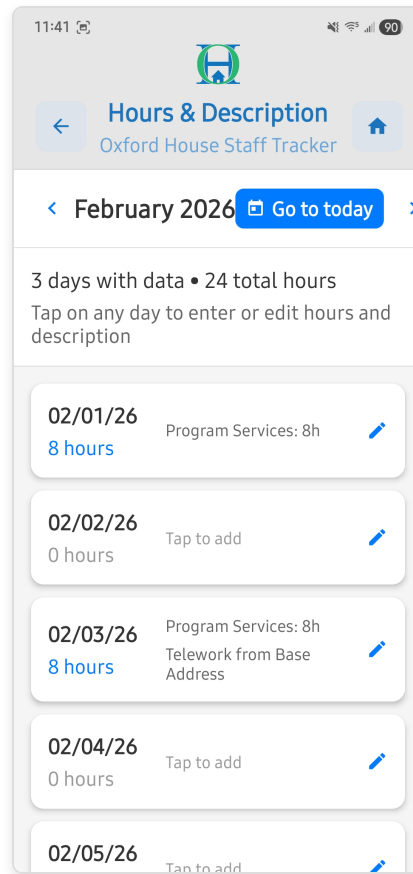 11:41
90
Hours & Description
Oxford House Staff Tracker
February 2026
Go to today
3 days with data • 24 total hours
Tap on any day to enter or edit hours and
description
02/01/26
8 hours
Program Services: 8h
02/02/26
0 hours
Tap to add
02/03/26
8 hours
Program Services: 8h
Telework from Base
Address
02/04/26
0 hours
Tap to add
02/05/26
Tap to add